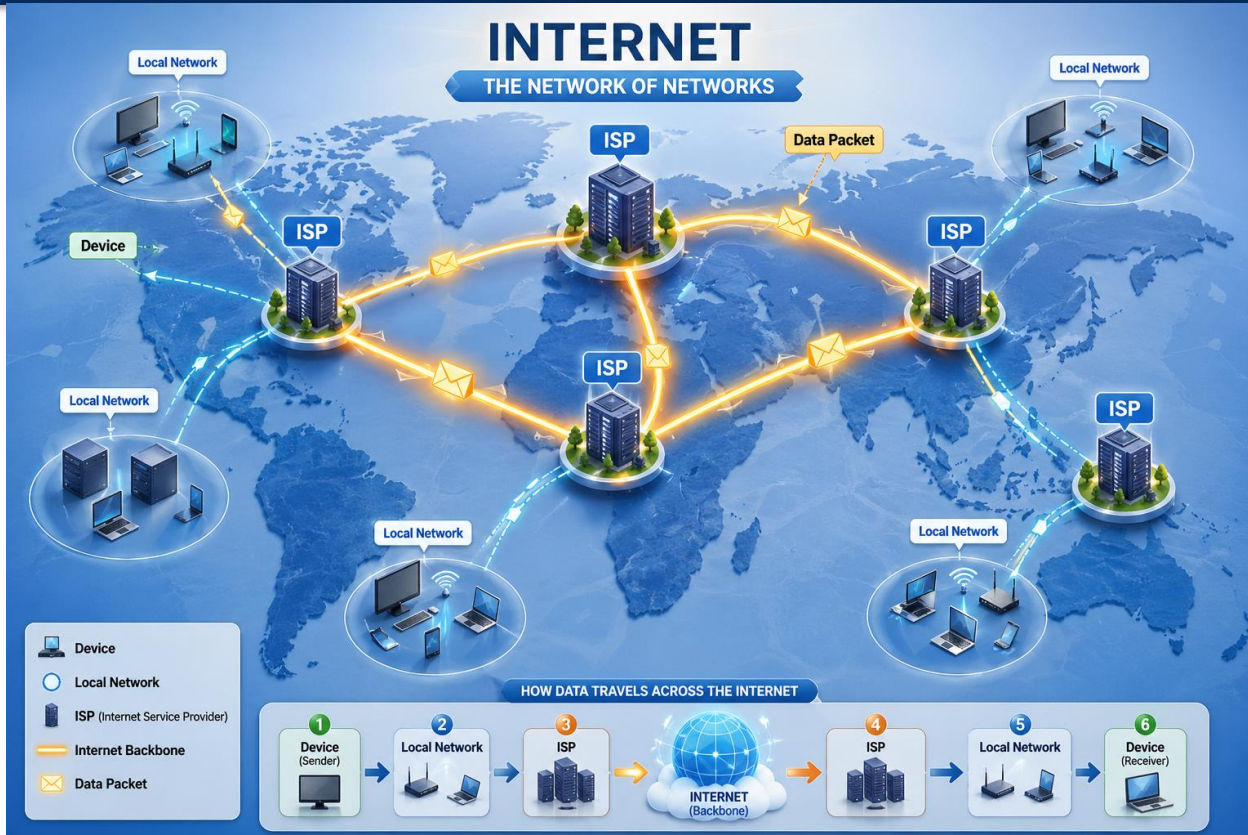 INTERNET
THE NETWORK OF NETWORKS
Local Network
Local Network
ISP
Data Packet
ISP
Device
ISP
ISP
Local Network
ISP
Local Network
Local Network
Device
Local Network
ISP (Internet Service Provider)
Internet Backbone
Data Packet
HOW DATA TRAVELS ACROSS THE INTERNET
1
Device
(Sender)
2
Local Network
3
ISP
INTERNET
(Backbone)
4
ISP
5
Local Network
6
Device
(Receiver)